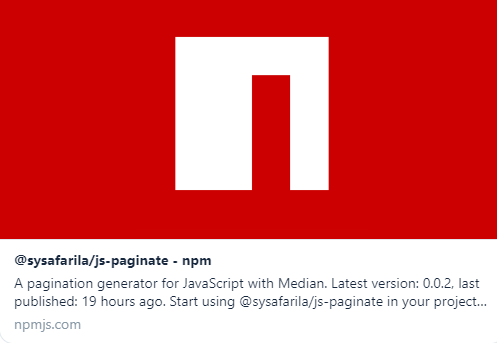 @sysafarila/js-paginate - npm
A pagination generator for JavaScript with Median. Latest version: 0.0.2, last
published: 19 hours ago. Start using @sysafarila/js-paginate in your project...
npmjs.com